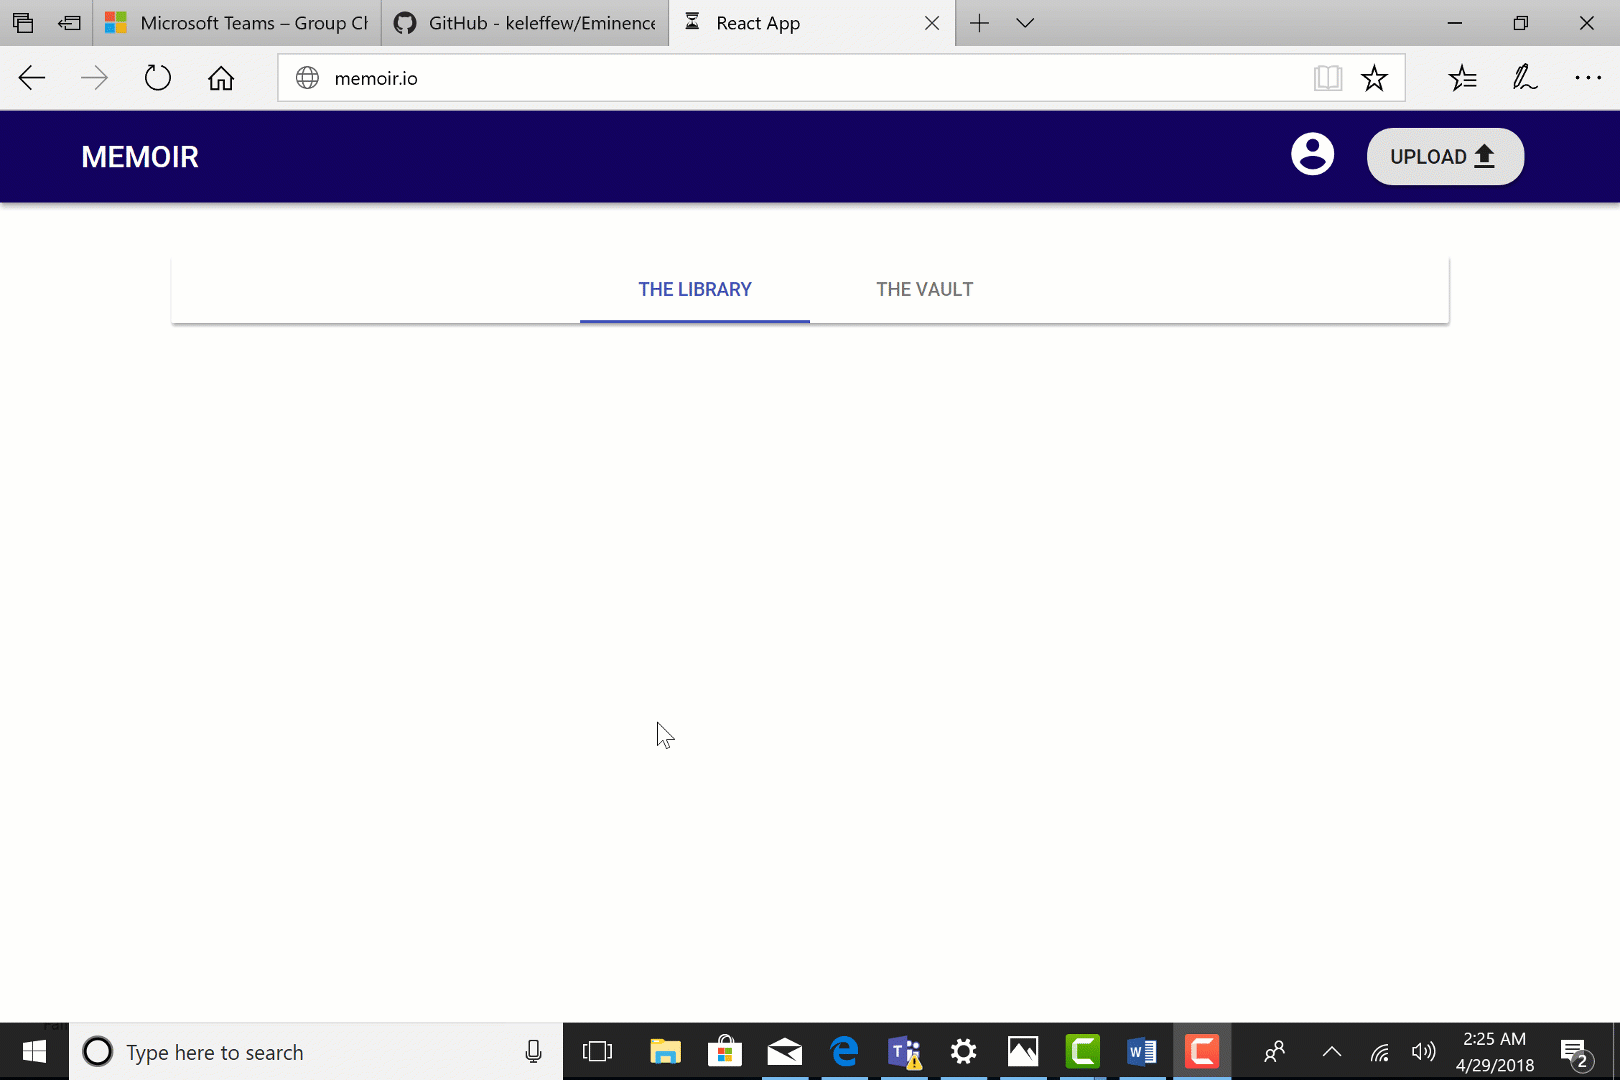 Microsoft Teams – Group Ch
GitHub - keleffew/Eminence
React App
memoir.io
MEMOIR
UPLOAD
THE LIBRARY
THE VAULT
Type here to search
2:25 AM
4/29/2018
2